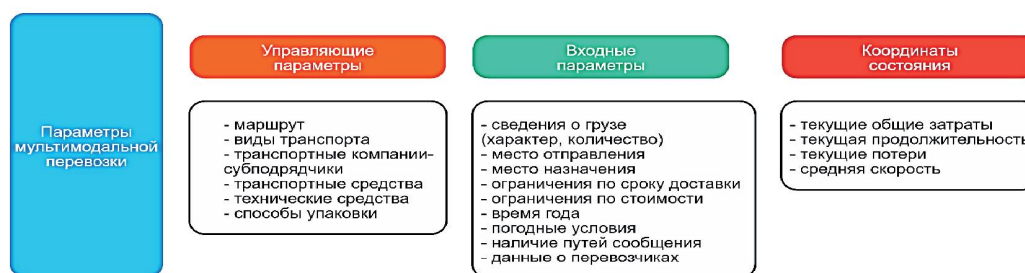 Параметры
мультимодальной
перевозки
Управляющие
параметры
- маршрут
- виды транспорта
- транспортные компании-
субподрядчики
- транспортные средства
- технические средства
- способы упаковки
Входные
параметры
- сведения о грузе
(характер, количество)
- место отправления
- место назначения
- ограничения по сроку доставки
- ограничения по стоимости
- время года
- погодные условия
- наличие путей сообщения
- данные о перевозчиках
Координаты
состояния
- текущие общие затраты
- текущая продолжительность
- текущие потери
- средняя скорость